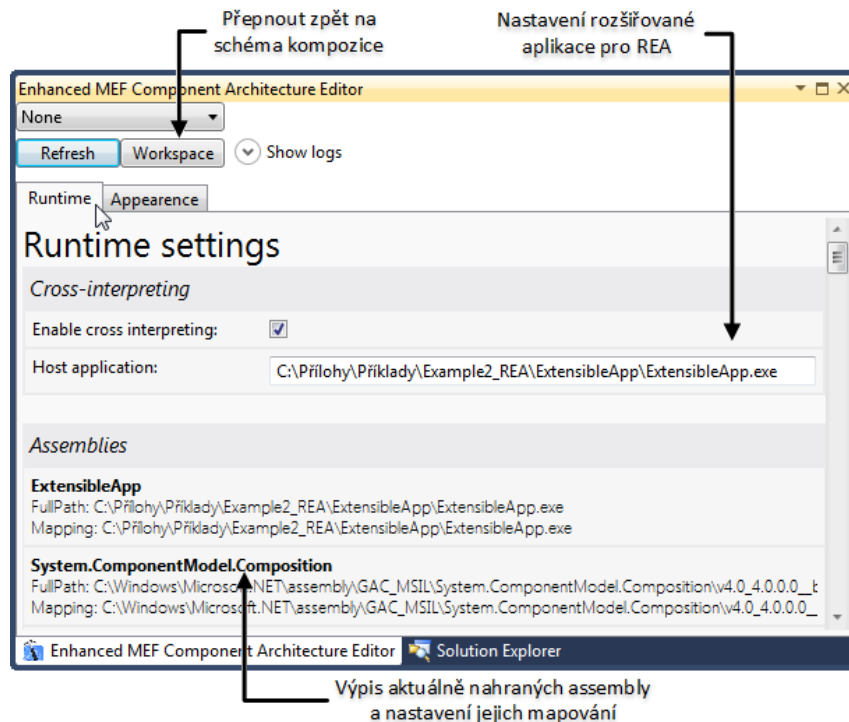 Přepnout zpět na
schéma kompozice
Nastavení rozšiřované
aplikace pro REA
Enhanced MEF Component Architecture Editor
None
Refresh
Workspace
Show logs
Runtime
Appearence
Runtime settings
Cross-interpreting
Enable cross interpreting:
Host application:
C:\Přílohy\Příklady\Example2_REA\ExtensibleApp\ExtensibleApp.exe
Assemblies
ExtensibleApp
FullPath: C:\Přílohy\Příklady\Example2_REA\ExtensibleApp\ExtensibleApp.exe
Mapping: C:\Přílohy\Příklady\Example2_REA\ExtensibleApp\ExtensibleApp.exe
System.ComponentModel.Composition
FullPath: C:\Windows\Microsoft.NET\assembly\GAC_MSIL\System.ComponentModel.Composition\v4.0_4.0.0.0__b
Mapping: C:\Windows\Microsoft.NET\assembly\GAC_MSIL\System.ComponentModel.Composition\v4.0_4.0.0.0__
Enhanced MEF Component Architecture Editor
Solution Explorer
Výpis aktuálně nahraných assembly
a nastavení jejich mapování